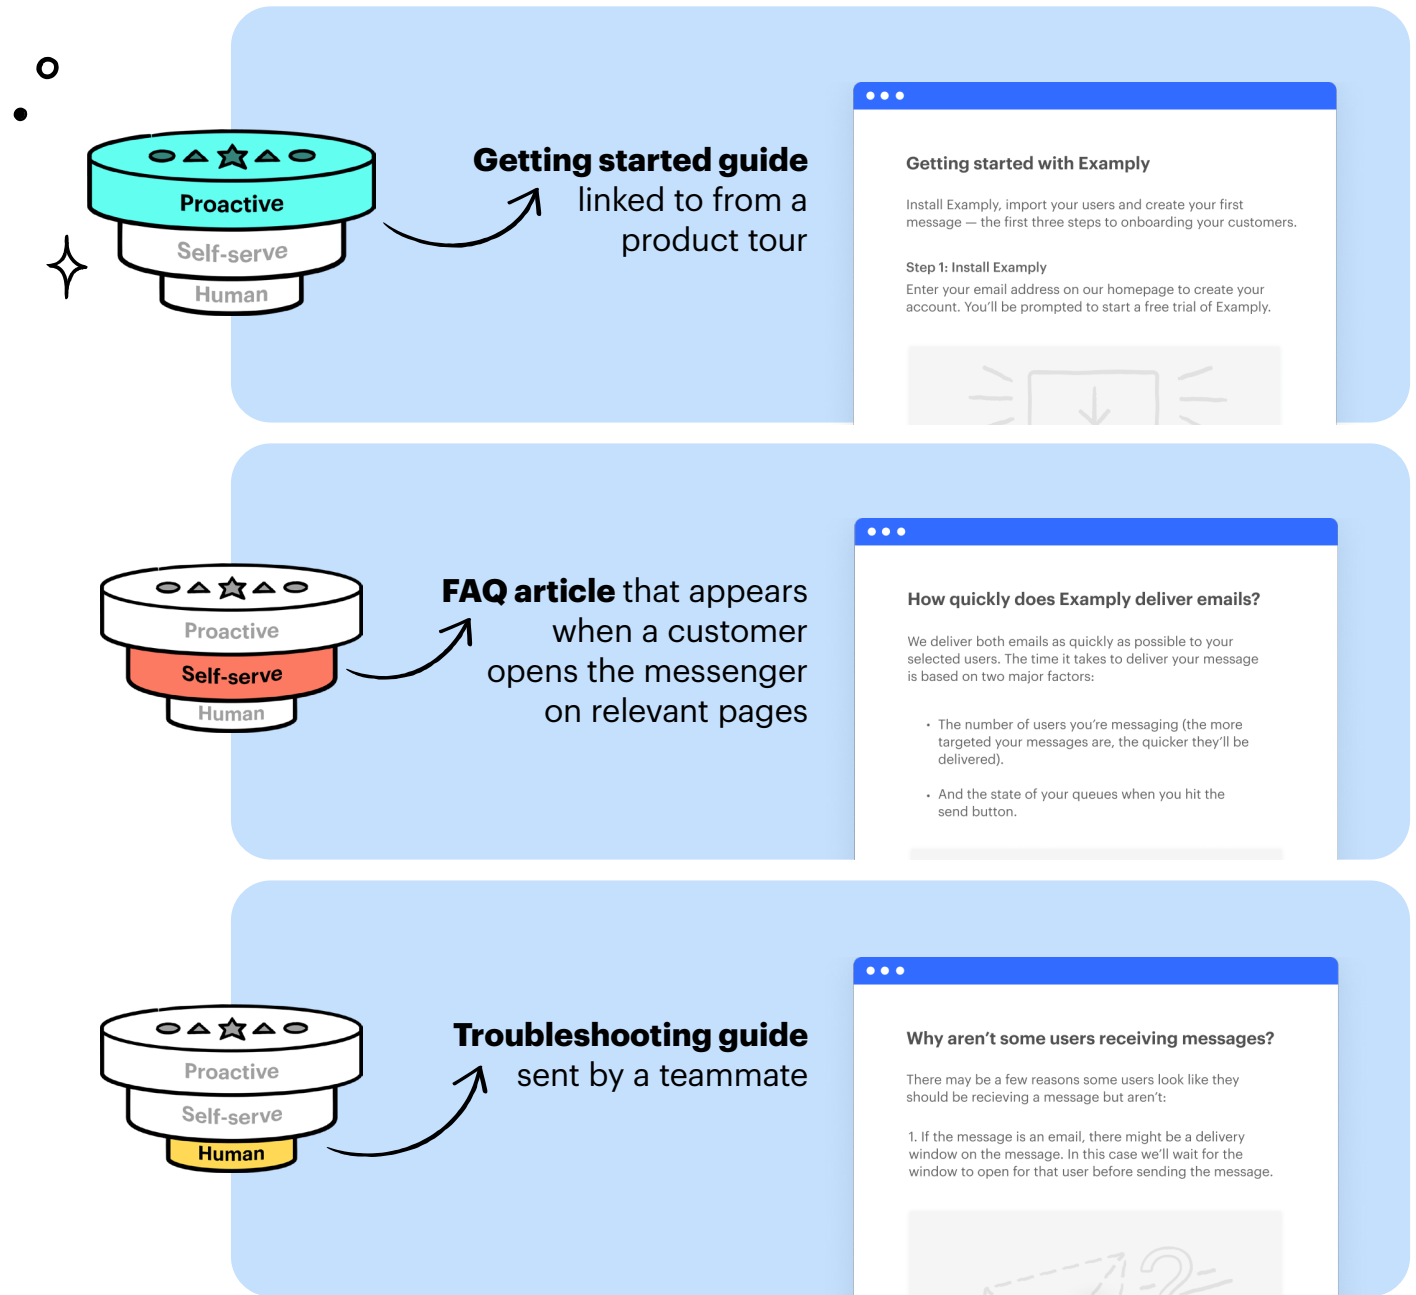 Proactive
Self-serve
Human
Getting started guide
linked to from a
product tour
Getting started with Examply
Install Examply, import your users and create your first
message — the first three steps to onboarding your customers.
Step 1: Install Examply
Enter your email address on our homepage to create your
account. You’ll be prompted to start a free trial of Examply.
Proactive
Self-serve
Human
FAQ article that appears
when a customer
opens the messenger
on relevant pages
How quickly does Examply deliver emails?
We deliver both emails as quickly as possible to your
selected users. The time it takes to deliver your message
is based on two major factors:
• The number of users you’re messaging (the more
targeted your messages are, the quicker they’ll be
delivered).
• And the state of your queues when you hit the
send button.
Proactive
Self-serve
Human
Troubleshooting guide
sent by a teammate
Why aren’t some users receiving messages?
There may be a few reasons some users look like they
should be recieving a message but aren’t:
1. If the message is an email, there might be a delivery
window on the message. In this case we’ll wait for the
window to open for that user before sending the message.
?